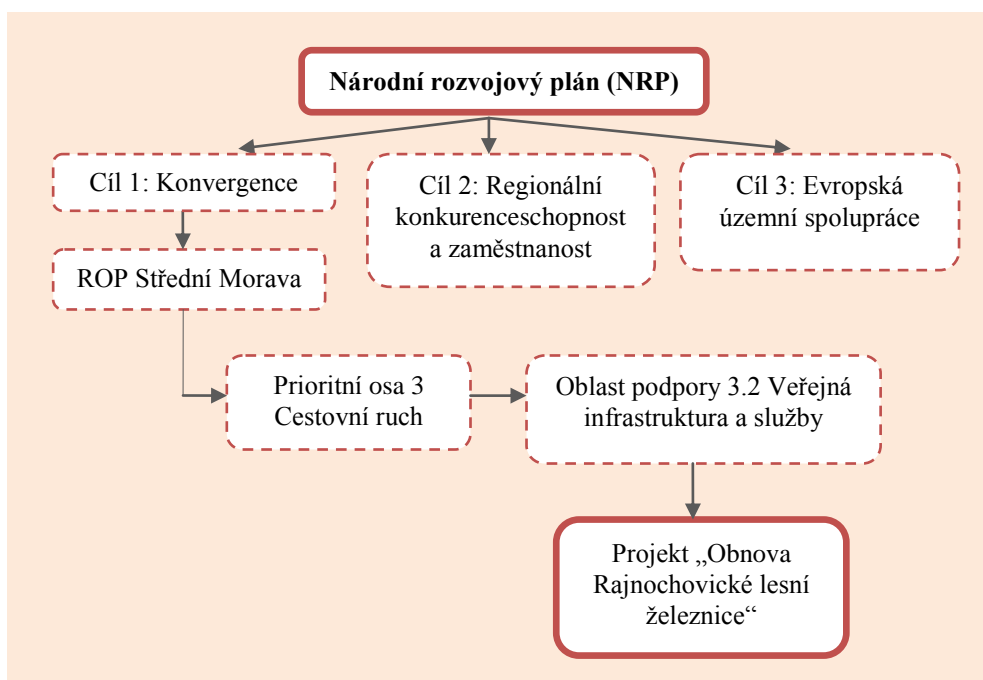 Národní rozvojový plán (NRP)
Cíl 1: Konvergence
Cíl 2: Regionální
konkurenceschopnost
a zaměstnanost
Cíl 3: Evropská
územní spolupráce
ROP Střední Morava
Prioritní osa 3
Cestovní ruch
Oblast podpory 3.2 Veřejná
infrastruktura a služby
Projekt „Obnova
Rajnochovické lesní
železnice“